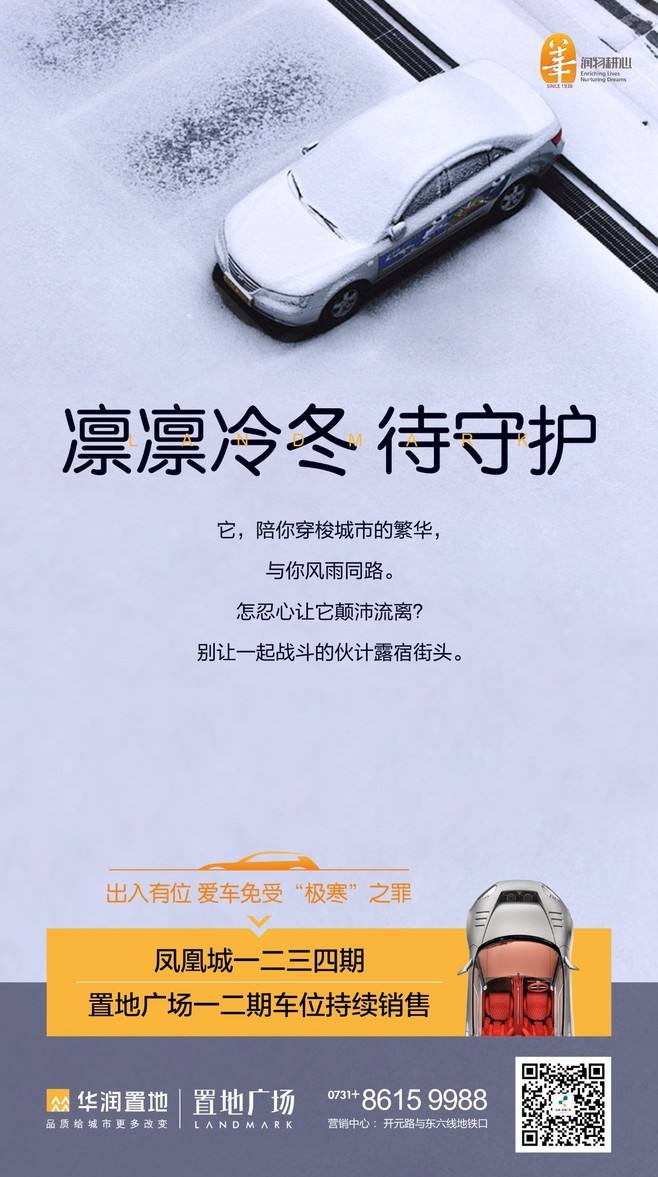 润物耕心
Enriching Lives
Nurturing Dreams
SINCE 1938
凛凛冷冬 待守护
LANDMARK
它，陪你穿梭城市的繁华，
与你风雨同路。
怎忍心让它颠沛流离？
别让一起战斗的伙计露宿街头。
出入有位 爱车免受“极寒”之罪
凤凰城一二三四期
置地广场一二期车位持续销售
华润置地
品质给城市更多改变
置地广场
LANDMARK
0731+ 8615 9988
营销中心：开元路与东六线地铁口